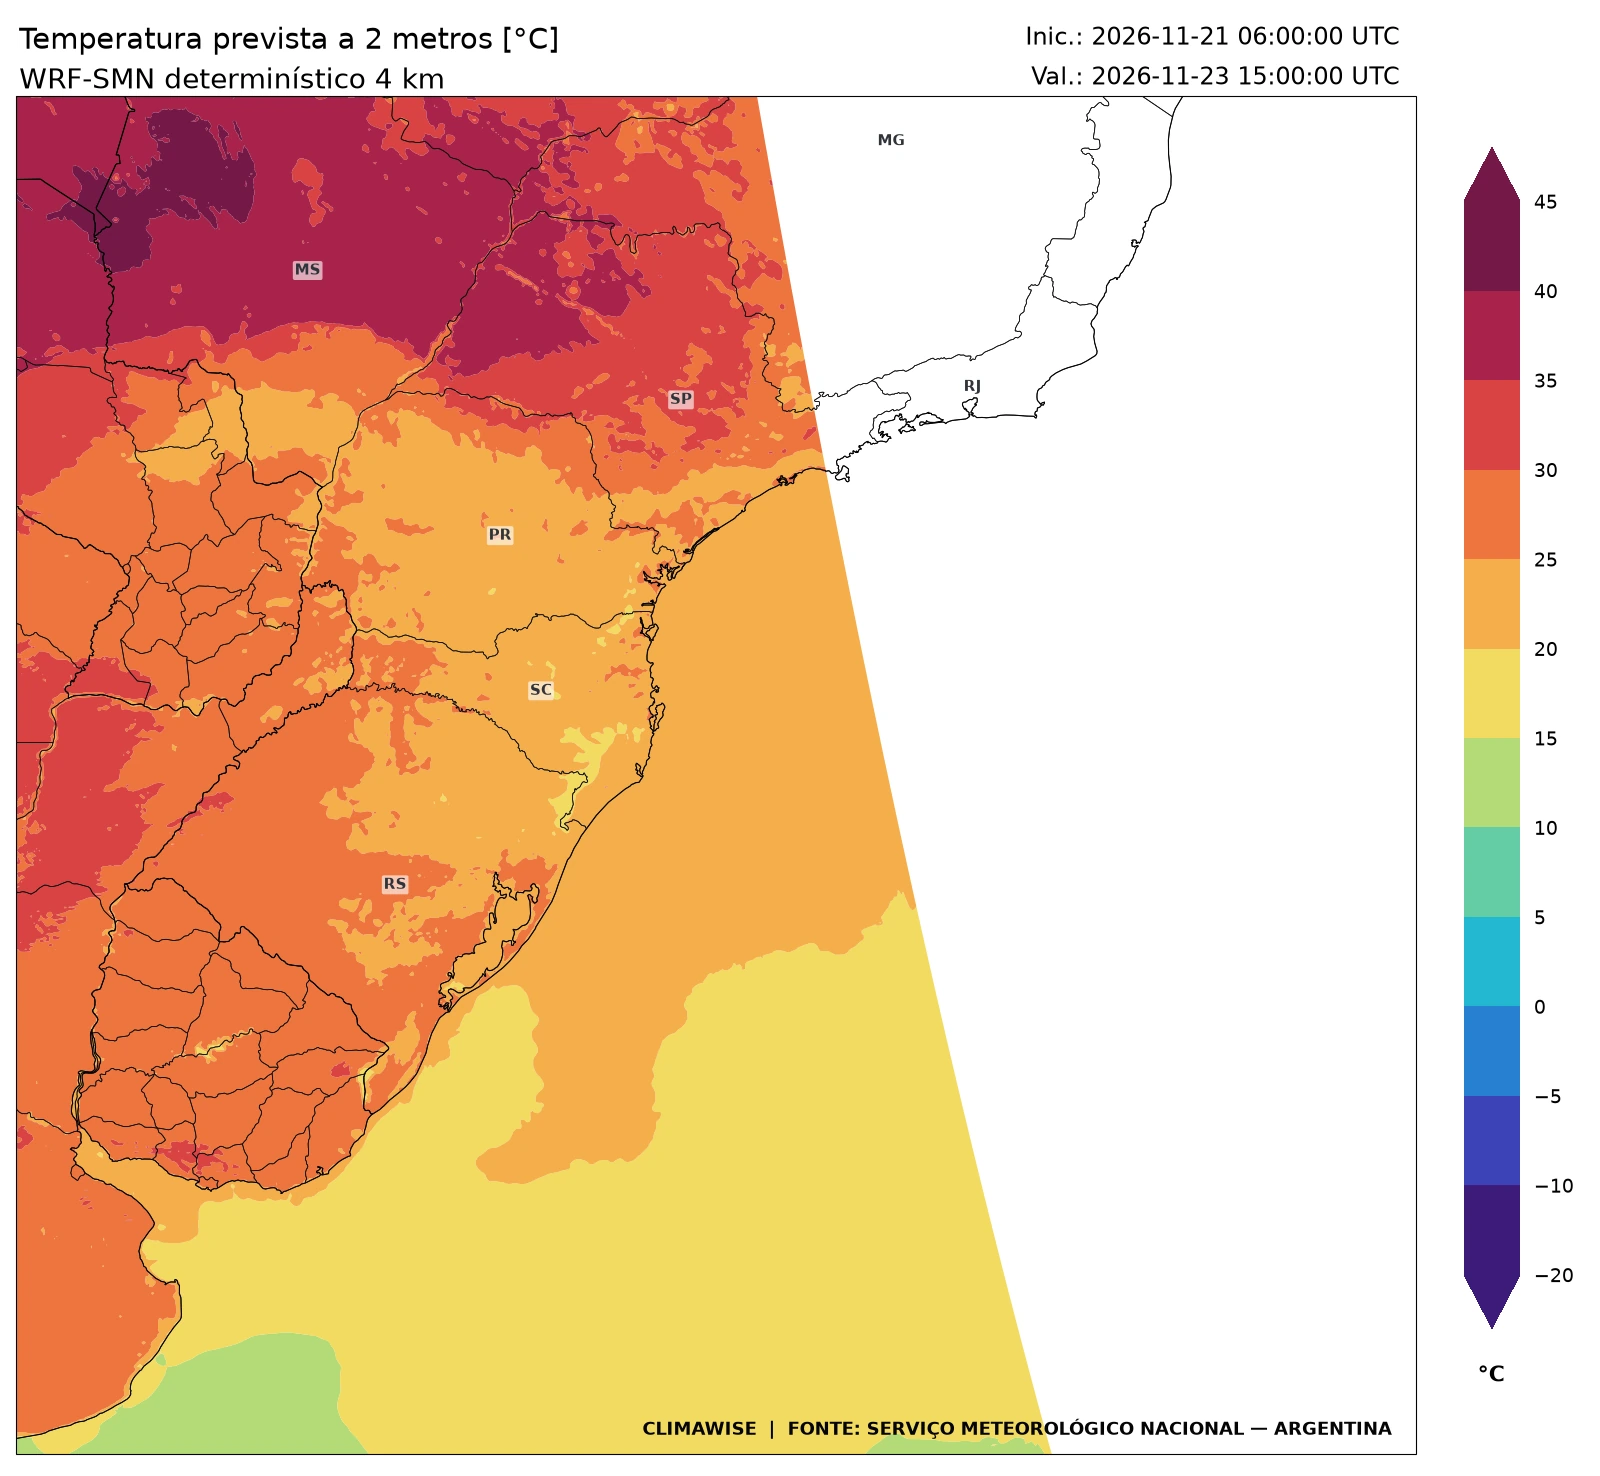 Temperatura prevista a 2 metros [°C]
WRF-SMN determinístico 4 km
Inic.: 2026-11-21 06:00:00 UTC
Val.: 2026-11-23 15:00:00 UTC
MG
MS
RJ
SP
PR
SC
RS
45
40
35
30
25
20
15
10
5
0
−5
−10
−20
°C
CLIMAWISE | FONTE: SERVIÇO METEOROLÓGICO NACIONAL — ARGENTINA